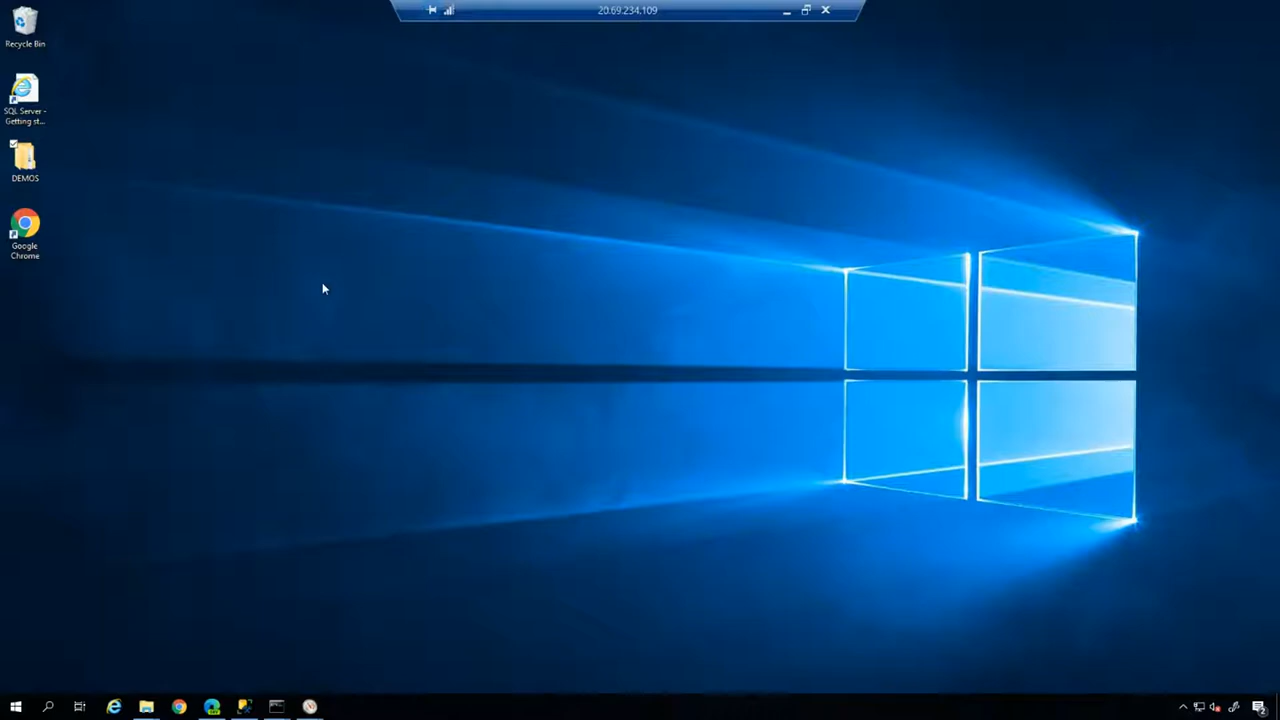 20.69.234.109
Recycle Bin
SQL Server -
Getting st...
DEMOS
Google
Chrome